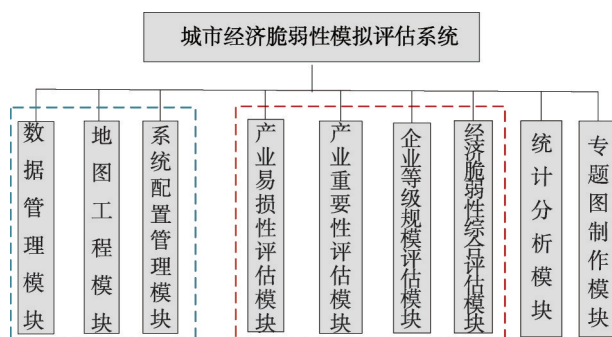 城市经济脆弱性模拟评估系统
数据管理模块
地图工程模块
系统配置管理模块
产业易损性评估模块
产业重要性评估模块
企业等级规模评估模块
经济脆弱性综合评估模块
统计分析模块
专题图制作模块